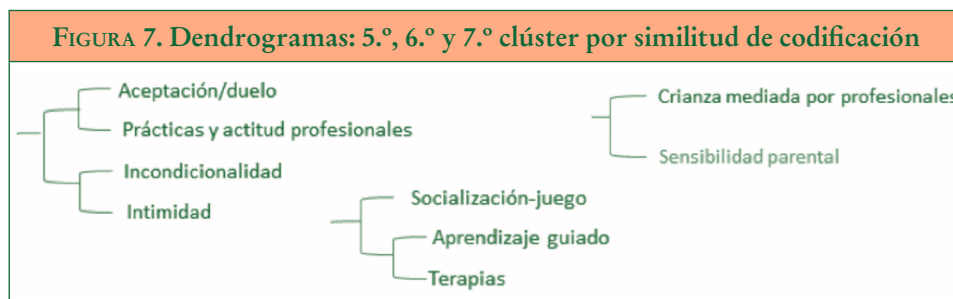 FIGURA 7. Dendrogramas: 5.º, 6.º y 7.º clúster por similitud de codificación
Aceptación/duelo
Prácticas y actitud profesionales
Incondicionalidad
Intimidad
Socialización-juego
Aprendizaje guiado
Terapias
Crianza mediada por profesionales
Sensibilidad parental